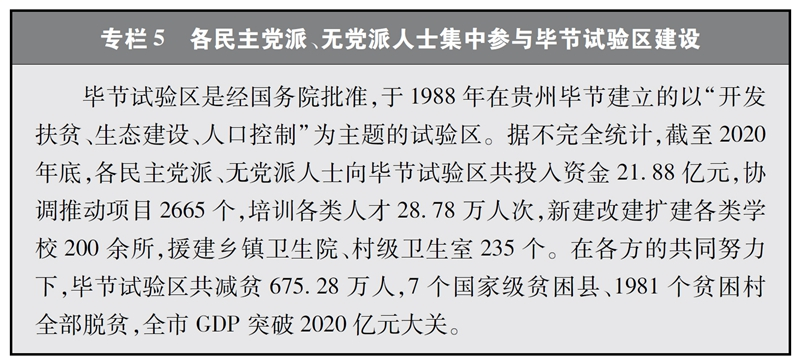 专栏5 各民主党派、无党派人士集中参与毕节试验区建设
毕节试验区是经国务院批准,于1988年在贵州毕节建立的以“开发
扶贫、生态建设、人口控制”为主题的试验区。据不完全统计,截至2020
年底,各民主党派、无党派人士向毕节试验区共投入资金21.88亿元,协
调推动项目2665个,培训各类人才28.78万人次,新建改建扩建各类学
校200余所,援建乡镇卫生院、村级卫生室235个。在各方的共同努力
下,毕节试验区共减贫675.28万人,7个国家级贫困县、1981个贫困村
全部脱贫,全市GDP突破2020亿元大关。